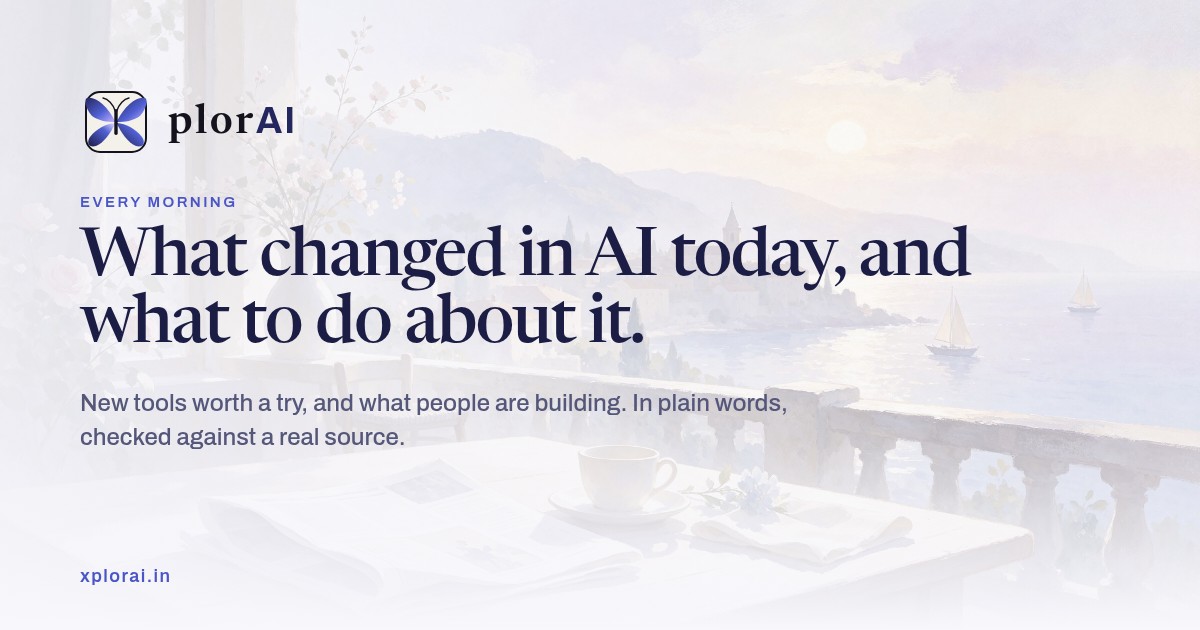 plorAI
EVERY MORNING
What changed in AI today, and
what to do about it.
New tools worth a try, and what people are building. In plain words,
checked against a real source.
xplorai.in